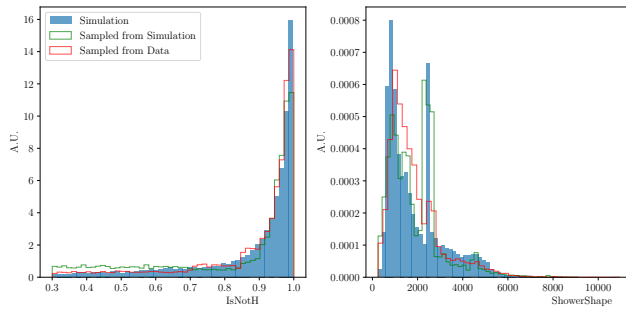 Simulation
Sampled from Simulation
Sampled from Data
A.U.
16
14
12
10
8
6
4
2
0
0.3 0.4 0.5 0.6 0.7 0.8 0.9 1.0
IsNotH
A.U.
0.0008
0.0007
0.0006
0.0005
0.0004
0.0003
0.0002
0.0001
0.0000
0 2000 4000 6000 8000 10000
ShowerShape